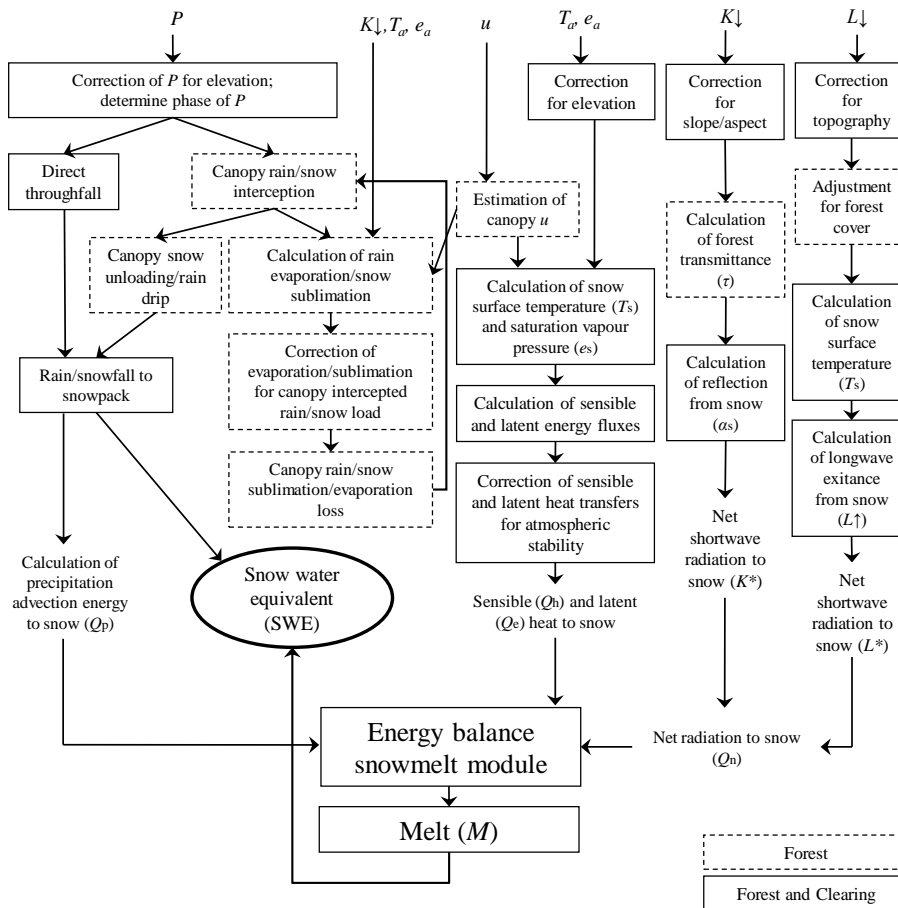 P
K↓, Tₐ, eₐ
u
Tₐ, eₐ
K↓
L↓
Correction of P for elevation;
determine phase of P
Correction
for elevation
Correction
for
slope/aspect
Correction
for
topography
Direct
throughfall
Canopy rain/snow
interception
Estimation of
canopy u
Calculation
of forest
transmittance
(τ)
Adjustment
for forest
cover
Canopy snow
unloading/rain
drip
Calculation of rain
evaporation/snow
sublimation
Calculation of snow
surface temperature (Ts)
and saturation vapour
pressure (es)
Calculation
of snow
surface
temperature
(Ts)
Rain/snowfall to
snowpack
Correction of
evaporation/sublimation
for canopy intercepted
rain/snow load
Calculation of sensible
and latent energy fluxes
Calculation
of reflection
from snow
(αs)
Calculation
of longwave
exitance
from snow
(L↑)
Canopy rain/snow
sublimation/evaporation
loss
Correction of sensible
and latent heat transfers
for atmospheric
stability
Net
shortwave
radiation to
snow (K*)
Calculation of
precipitation
advection energy
to snow (Qp)
Snow water
equivalent
(SWE)
Sensible (Qh) and latent
(Qe) heat to snow
Net
shortwave
radiation to
snow (L*)
Energy balance
snowmelt module
Net radiation to snow
(Qn)
Melt (M)
Forest
Forest and Clearing